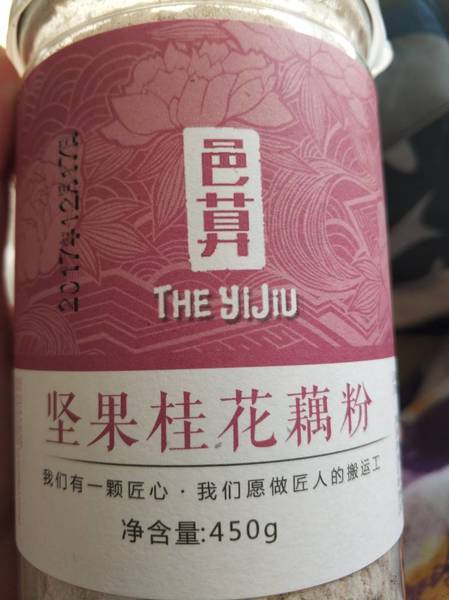 2017年12月17日
邑
THE YiJiU
坚果桂花藕粉
我们有一颗匠心·我们愿做匠人的搬运工
净含量:450g